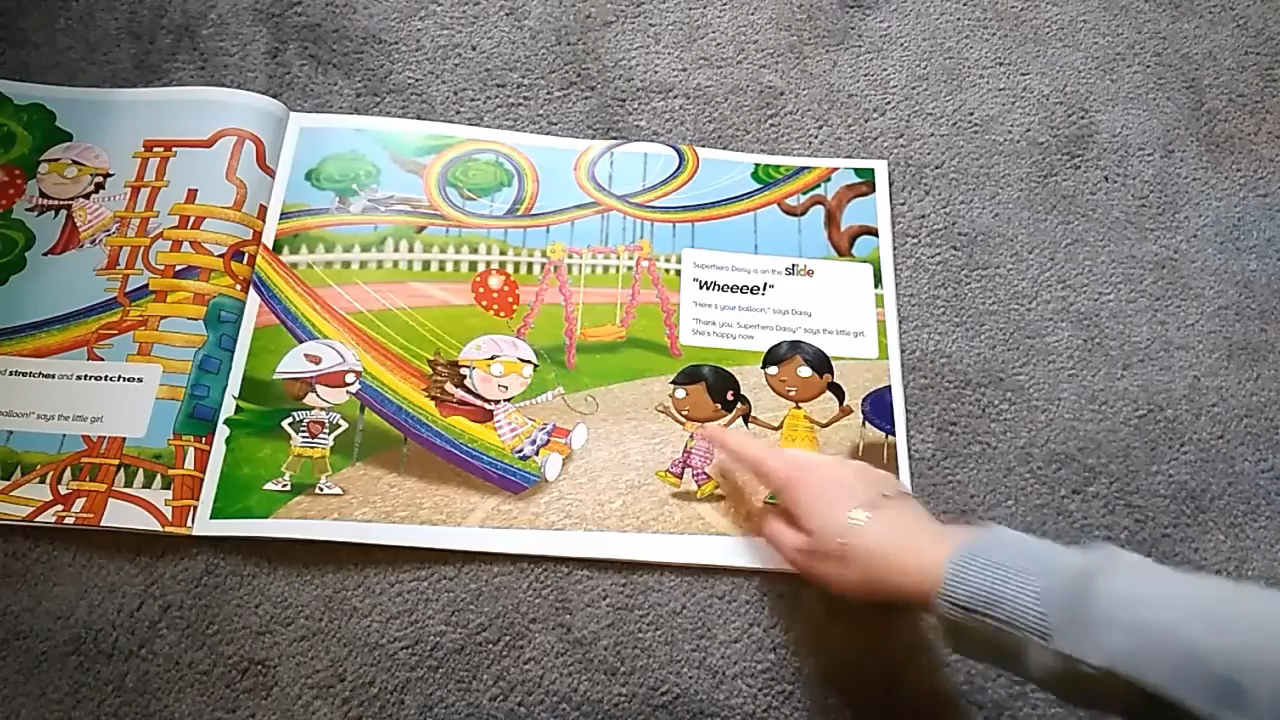 d stretches and stretches
alloon!" says the little girl.
Superhero Daisy is on the slide
"Wheeee!"
"Here's your balloon," says Daisy
"Thank you, Superhero Daisy!" says the little girl.
She's happy now